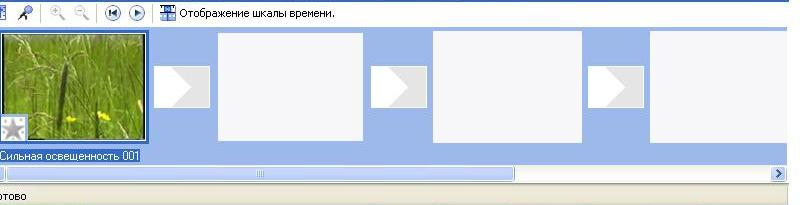 Отображение шкалы времени.
Сильная освещенность 001
отово